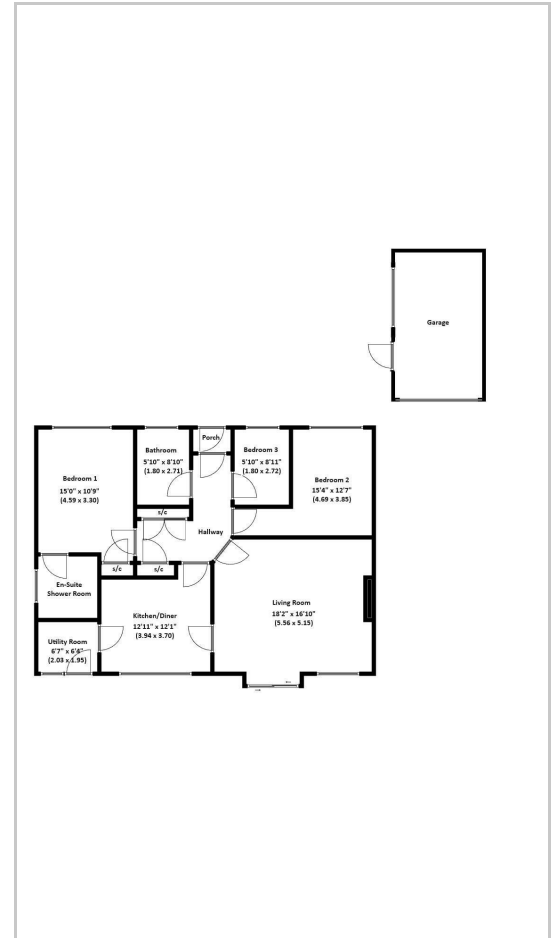 Garage
Porch
Bathroom
5'10" x 8'10"
(1.80 x 2.71)
Bedroom 3
5'10" x 8'11"
(1.80 x 2.72)
Bedroom 1
15'0" x 10'9"
(4.59 x 3.30)
Bedroom 2
15'4" x 12'7"
(4.69 x 3.85)
s/c
Hallway
s/c
s/c
En-Suite
Shower Room
Kitchen/Diner
12'11" x 12'1"
(3.94 x 3.70)
Living Room
18'2" x 16'10"
(5.56 x 5.15)
Utility Room
6'7" x 6'4"
(2.03 x 1.95)